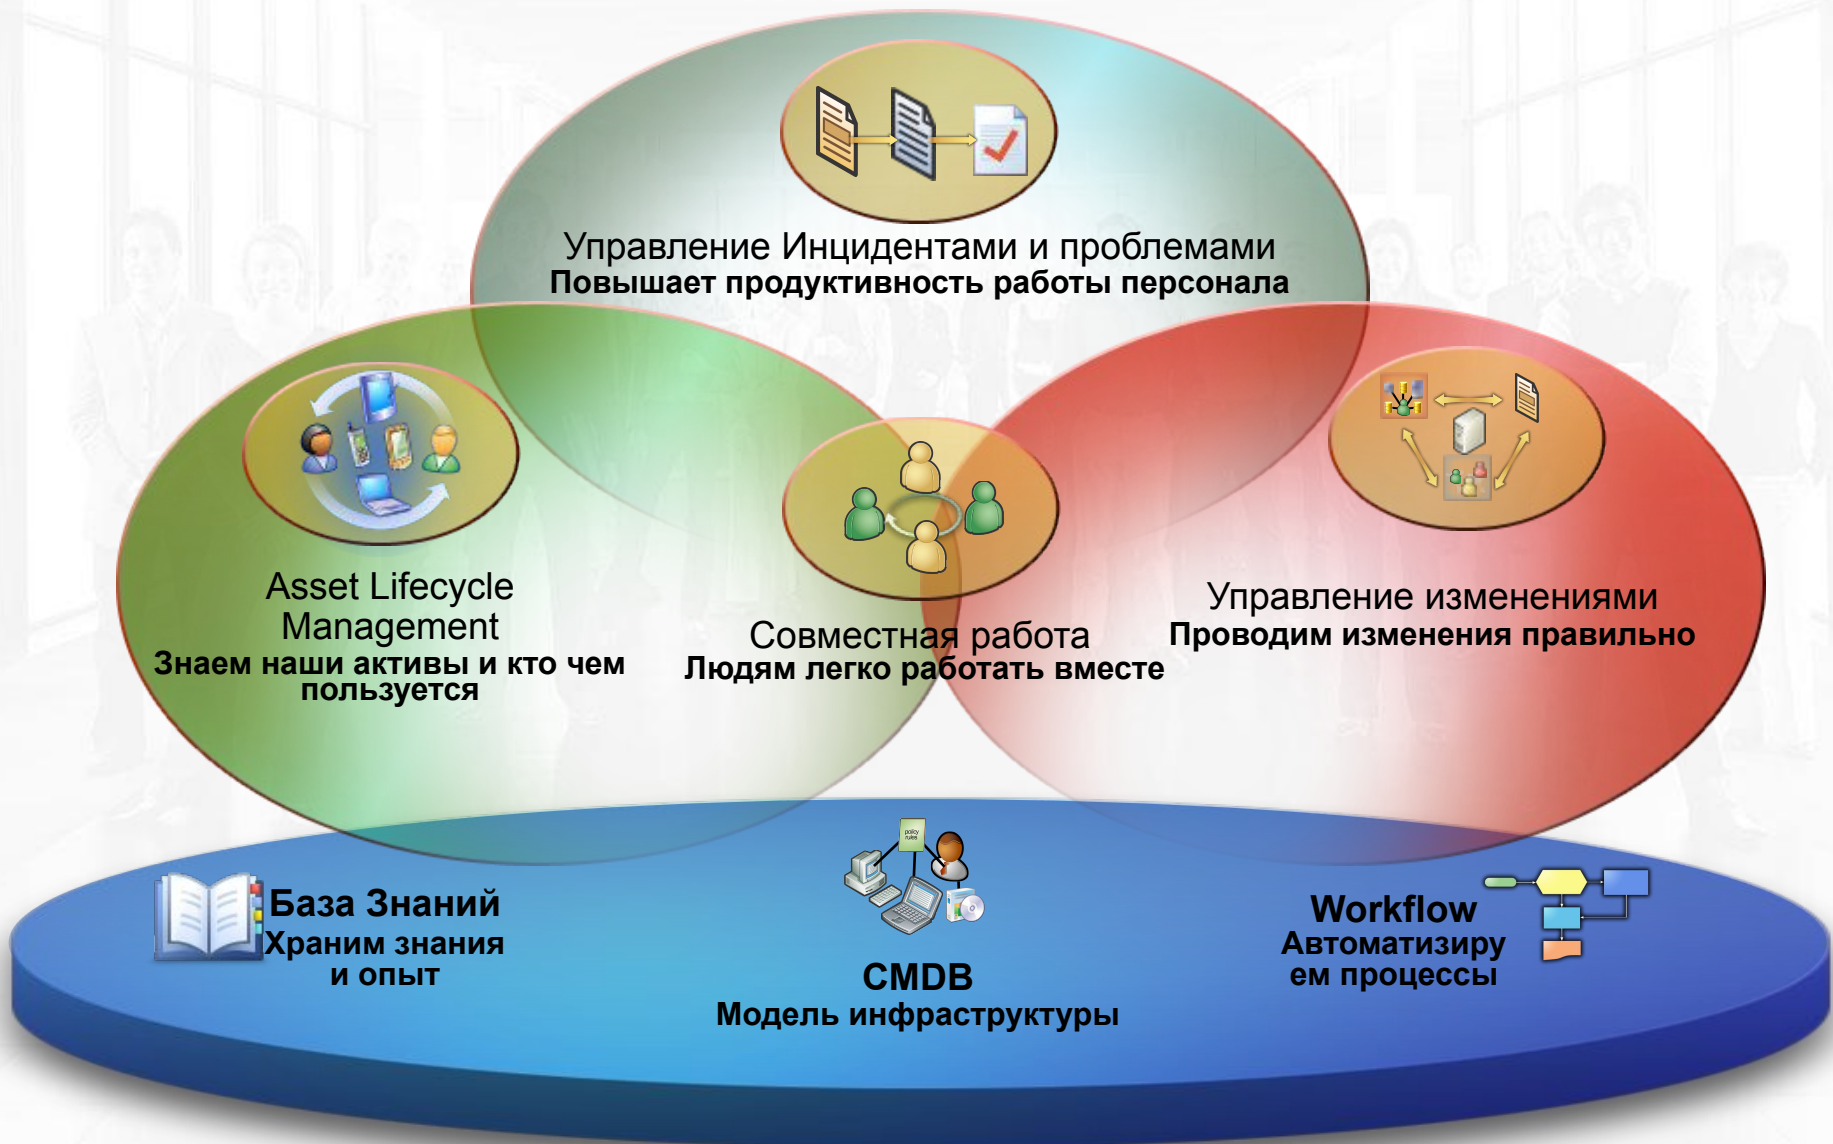 Управление Инцидентами и проблемами
Повышает продуктивность работы персонала
Asset Lifecycle
Management
Знаем наши активы и кто чем
пользуется
Совместная работа
Людям легко работать вместе
Управление изменениями
Проводим изменения правильно
База Знаний
Храним знания
и опыт
policy
rules
CMDB
Модель инфраструктуры
Workflow
Автоматизиру
ем процессы